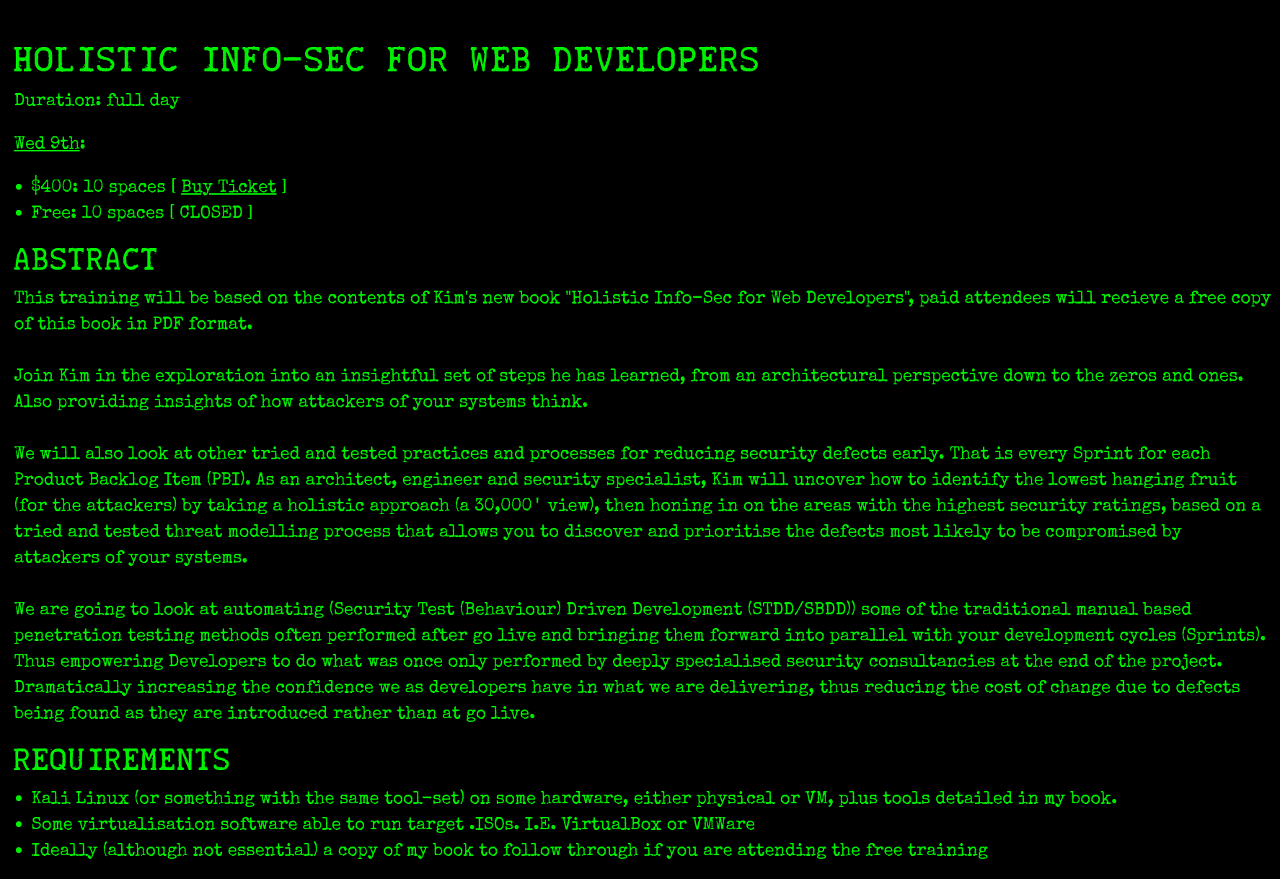 HOLISTIC INFO-SEC FOR WEB DEVELOPERS
Duration: full day
Wed 9th:
• $400: 10 spaces [ Buy Ticket ]
• Free: 10 spaces [ CLOSED ]
ABSTRACT
This training will be based on the contents of Kim's new book "Holistic Info-Sec for Web Developers", paid attendees will recieve a free copy
of this book in PDF format.
Join Kim in the exploration into an insightful set of steps he has learned, from an architectural perspective down to the zeros and ones.
Also providing insights of how attackers of your systems think.
We will also look at other tried and tested practices and processes for reducing security defects early. That is every Sprint for each
Product Backlog Item (PBI). As an architect, engineer and security specialist, Kim will uncover how to identify the lowest hanging fruit
(for the attackers) by taking a holistic approach (a 30,000' view), then honing in on the areas with the highest security ratings, based on a
tried and tested threat modelling process that allows you to discover and prioritise the defects most likely to be compromised by
attackers of your systems.
We are going to look at automating (Security Test (Behaviour) Driven Development (STDD/SBDD)) some of the traditional manual based
penetration testing methods often performed after go live and bringing them forward into parallel with your development cycles (Sprints).
Thus empowering Developers to do what was once only performed by deeply specialised security consultancies at the end of the project.
Dramatically increasing the confidence we as developers have in what we are delivering, thus reducing the cost of change due to defects
being found as they are introduced rather than at go live.
REQUIREMENTS
• Kali Linux (or something with the same tool-set) on some hardware, either physical or VM, plus tools detailed in my book.
• Some virtualisation software able to run target .ISOs. I.E. VirtualBox or VMWare
• Ideally (although not essential) a copy of my book to follow through if you are attending the free training